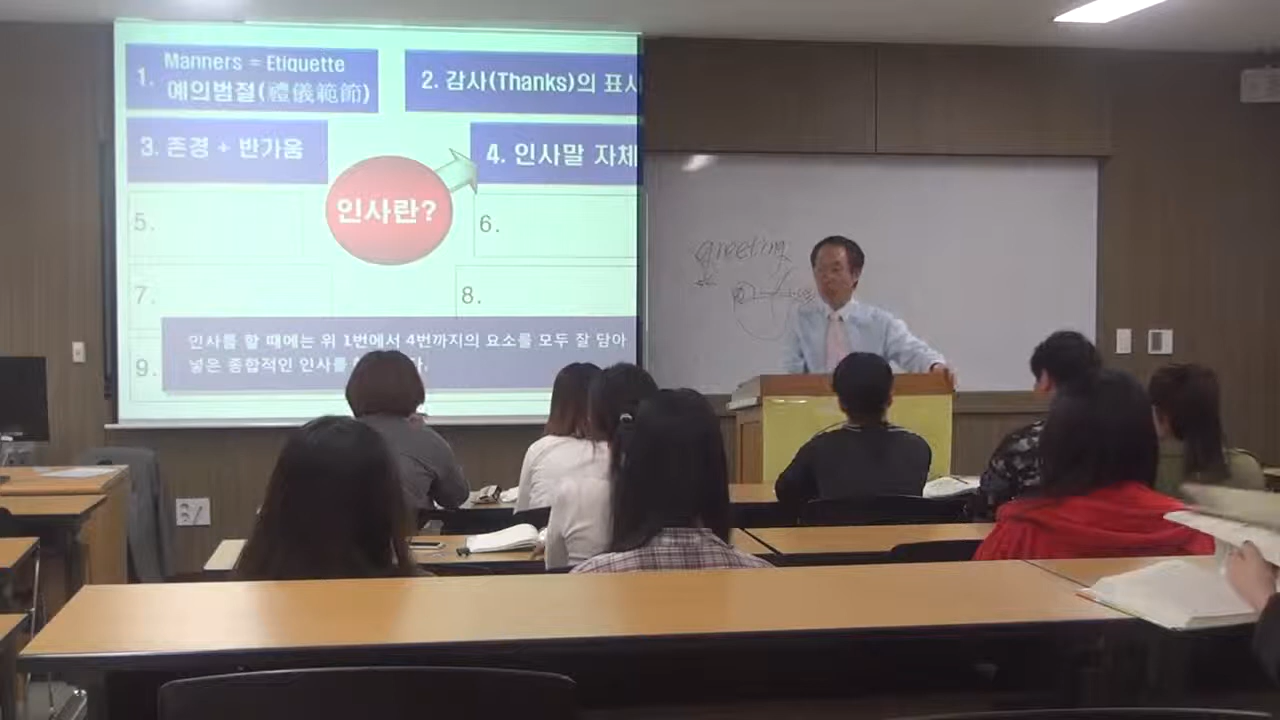 1. Manners = Etiquette
예의범절(禮儀範節)
2. 감사(Thanks)의 표시
3. 존경 + 반가움
4. 인사말 자체
인사란?
5.
6.
7.
8.
9.
인사를 할 때에는 위 1번에서 4번까지의 요소를 모두 잘 담아
넣은 종합적인 인사를
greeting